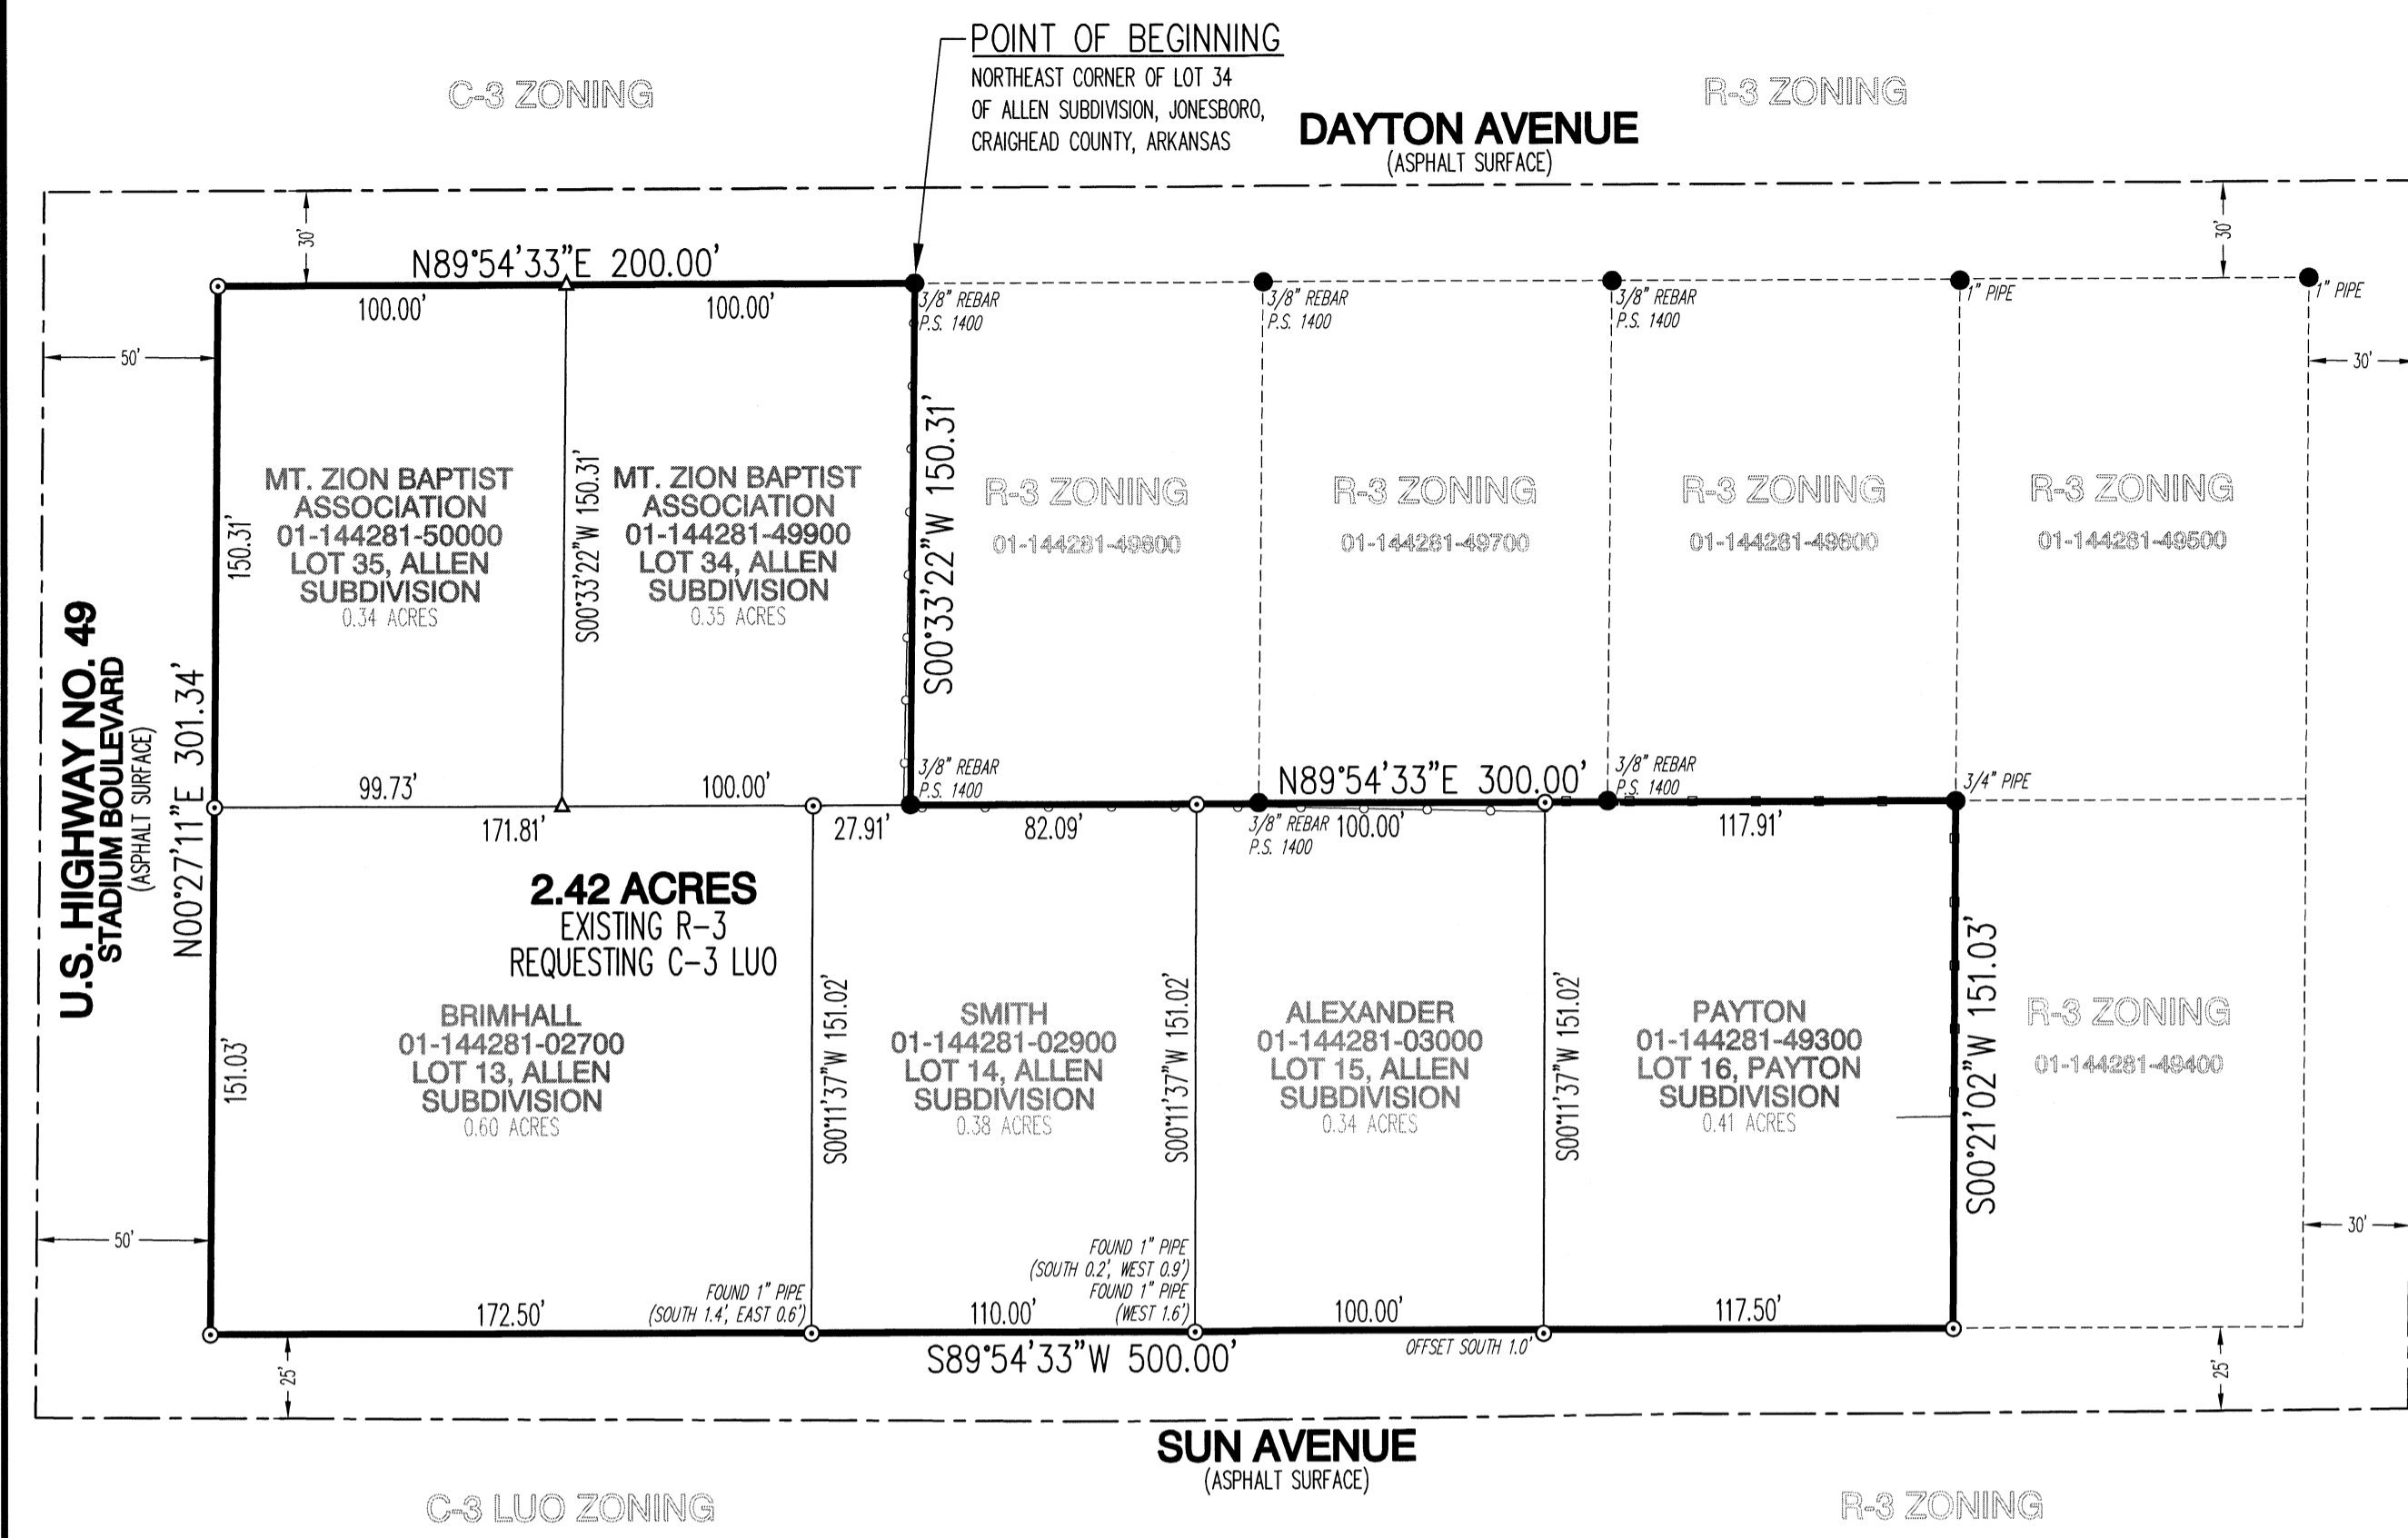 POINT OF BEGINNING
NORTHEAST CORNER OF LOT 34
OF ALLEN SUBDIVISION, JONESBORO,
CRAIGHEAD COUNTY, ARKANSAS
C-3 ZONING
R-3 ZONING
DAYTON AVENUE
(ASPHALT SURFACE)
30'
30'
N89°54'33"E 200.00'
100.00'
100.00'
3/8" REBAR
P.S. 1400
3/8" REBAR
P.S. 1400
3/8" REBAR
P.S. 1400
1" PIPE
1" PIPE
50'
30'
MT. ZION BAPTIST
ASSOCIATION
01-144281-50000
LOT 35, ALLEN
SUBDIVISION
0.34 ACRES
150.31'
S00°33'22"W 150.31'
MT. ZION BAPTIST
ASSOCIATION
01-144281-49900
LOT 34, ALLEN
SUBDIVISION
0.35 ACRES
S00°33'22"W 150.31'
R-3 ZONING
01-144281-49800
R-3 ZONING
01-144281-49700
R-3 ZONING
01-144281-49600
R-3 ZONING
01-144281-49500
U.S. HIGHWAY NO. 49
STADIUM BOULEVARD
(ASPHALT SURFACE)
N00°27'11"E 301.34'
99.73'
100.00'
3/8" REBAR
P.S. 1400
N89°54'33"E 300.00'
3/8" REBAR
P.S. 1400
3/4" PIPE
171.81'
27.91'
82.09'
3/8" REBAR
P.S. 1400
100.00'
117.91'
2.42 ACRES
EXISTING R-3
REQUESTING C-3 LUO
151.03'
BRIMHALL
01-144281-02700
LOT 13, ALLEN
SUBDIVISION
0.60 ACRES
S00°11'37"W 151.02'
SMITH
01-144281-02900
LOT 14, ALLEN
SUBDIVISION
0.38 ACRES
S00°11'37"W 151.02'
ALEXANDER
01-144281-03000
LOT 15, ALLEN
SUBDIVISION
0.34 ACRES
S00°11'37"W 151.02'
PAYTON
01-144281-49300
LOT 16, PAYTON
SUBDIVISION
0.41 ACRES
S00°21'02"W 151.03'
R-3 ZONING
01-144281-49400
50'
30'
FOUND 1" PIPE
(SOUTH 1.4', EAST 0.6')
FOUND 1" PIPE
(SOUTH 0.2', WEST 0.9')
FOUND 1" PIPE
(WEST 1.6')
172.50'
110.00'
100.00'
117.50'
OFFSET SOUTH 1.0'
S89°54'33"W 500.00'
25'
25'
SUN AVENUE
(ASPHALT SURFACE)
C-3 LUO ZONING
R-3 ZONING